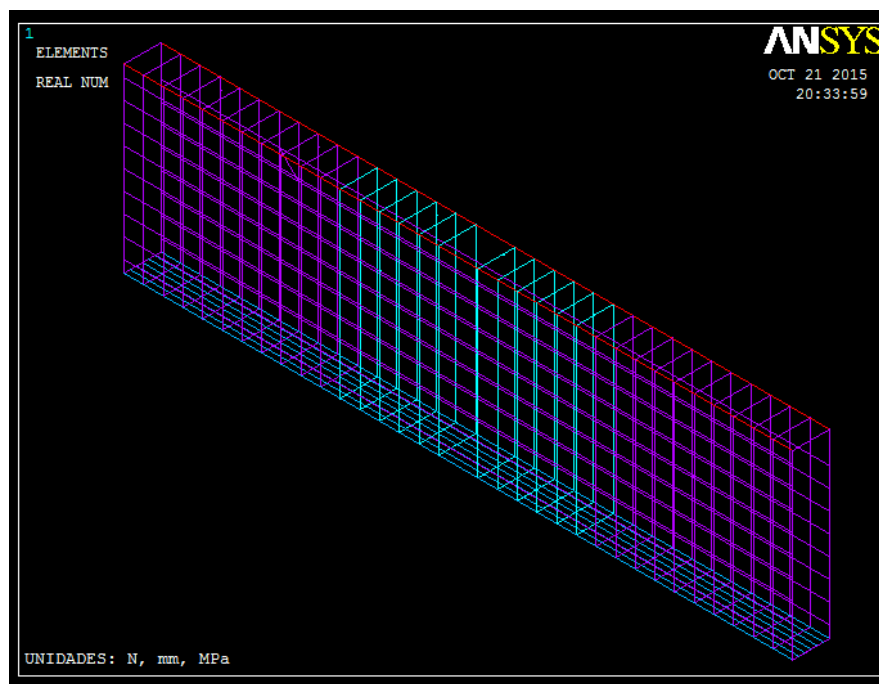 1
ELEMENTS
REAL NUM
ANSYS
OCT 21 2015
20:33:59
UNIDADES: N, mm, MPa